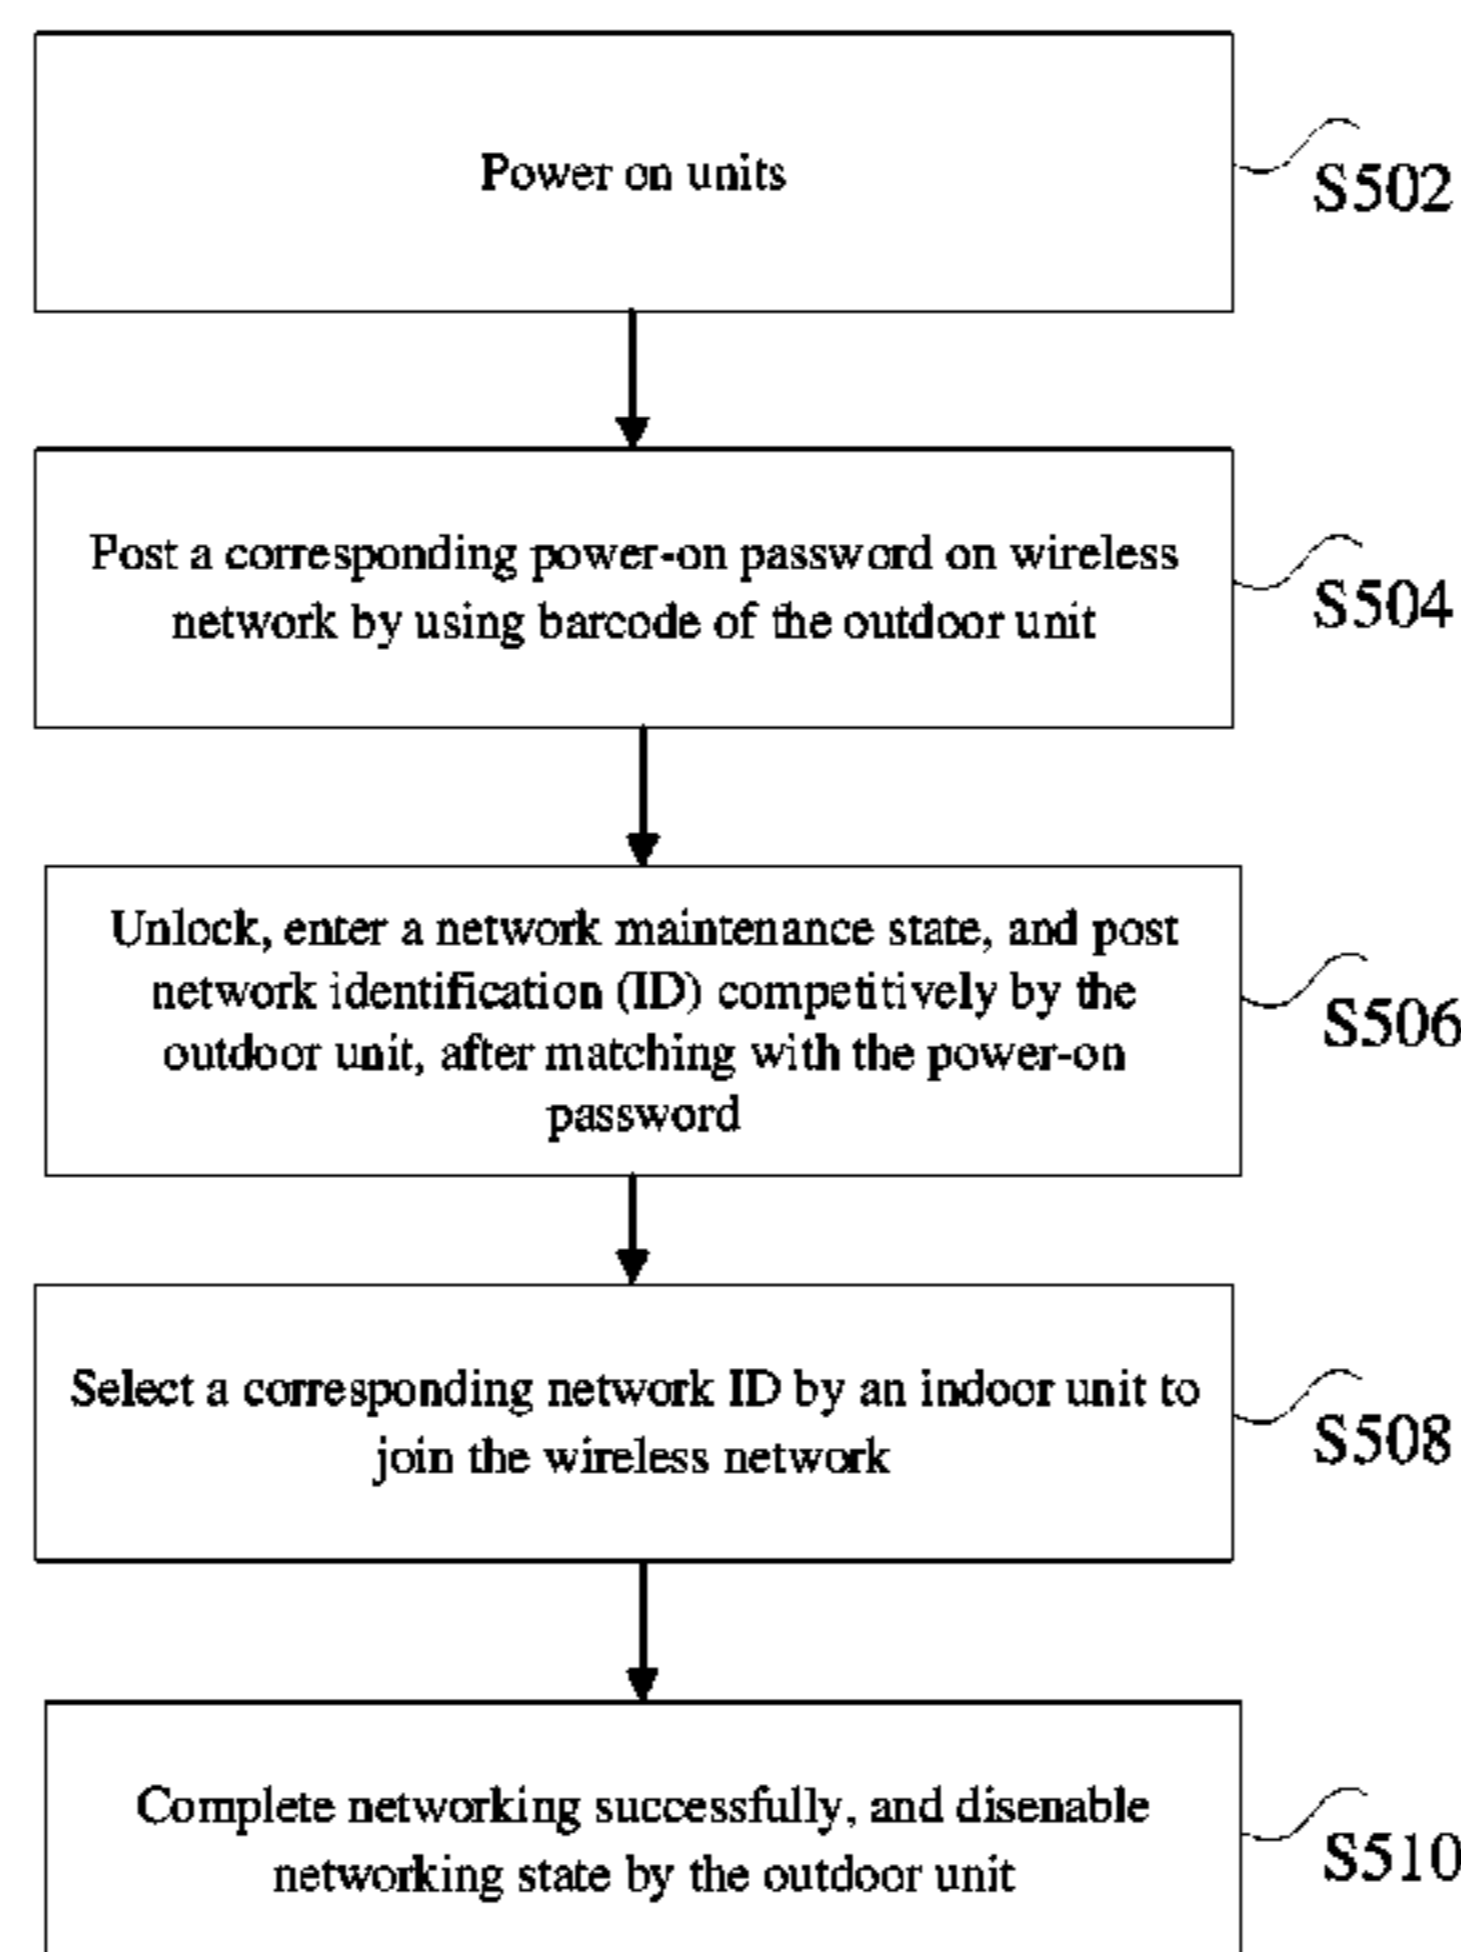 Power on units
S502
Post a corresponding power-on password on wireless
network by using barcode of the outdoor unit
S504
Unlock, enter a network maintenance state, and post
network identification (ID) competitively by the
outdoor unit, after matching with the power-on
password
S506
Select a corresponding network ID by an indoor unit to
join the wireless network
S508
Complete networking successfully, and disenable
networking state by the outdoor unit
S510